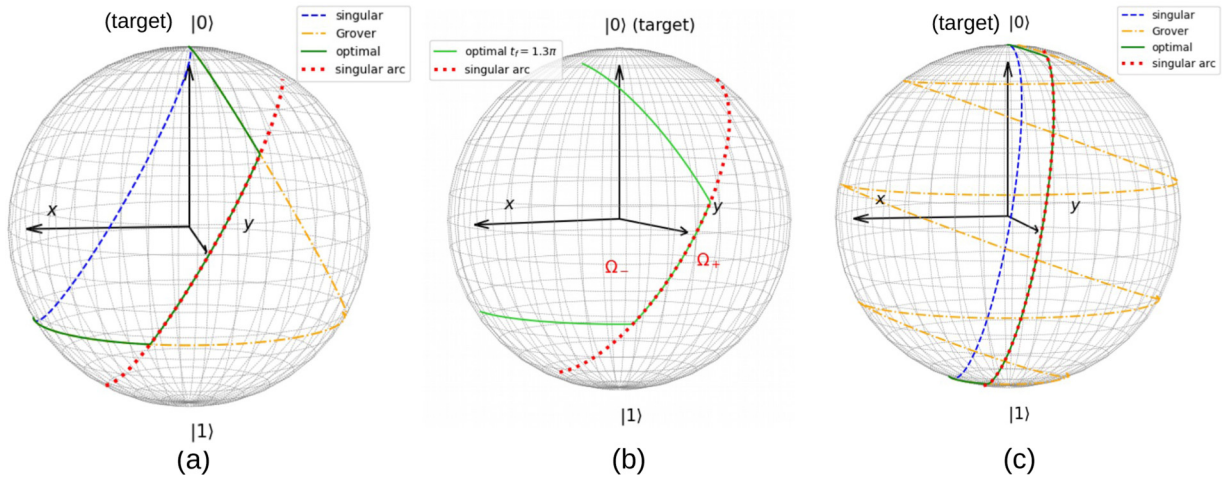 (target) |0⟩
singular
Grover
optimal
singular arc
x
y
|1⟩
(a)
|0⟩ (target)
optimal t_f = 1.3π
singular arc
x
y
Ω₋
Ω₊
|1⟩
(b)
(target) |0⟩
singular
Grover
optimal
singular arc
x
y
|1⟩
(c)